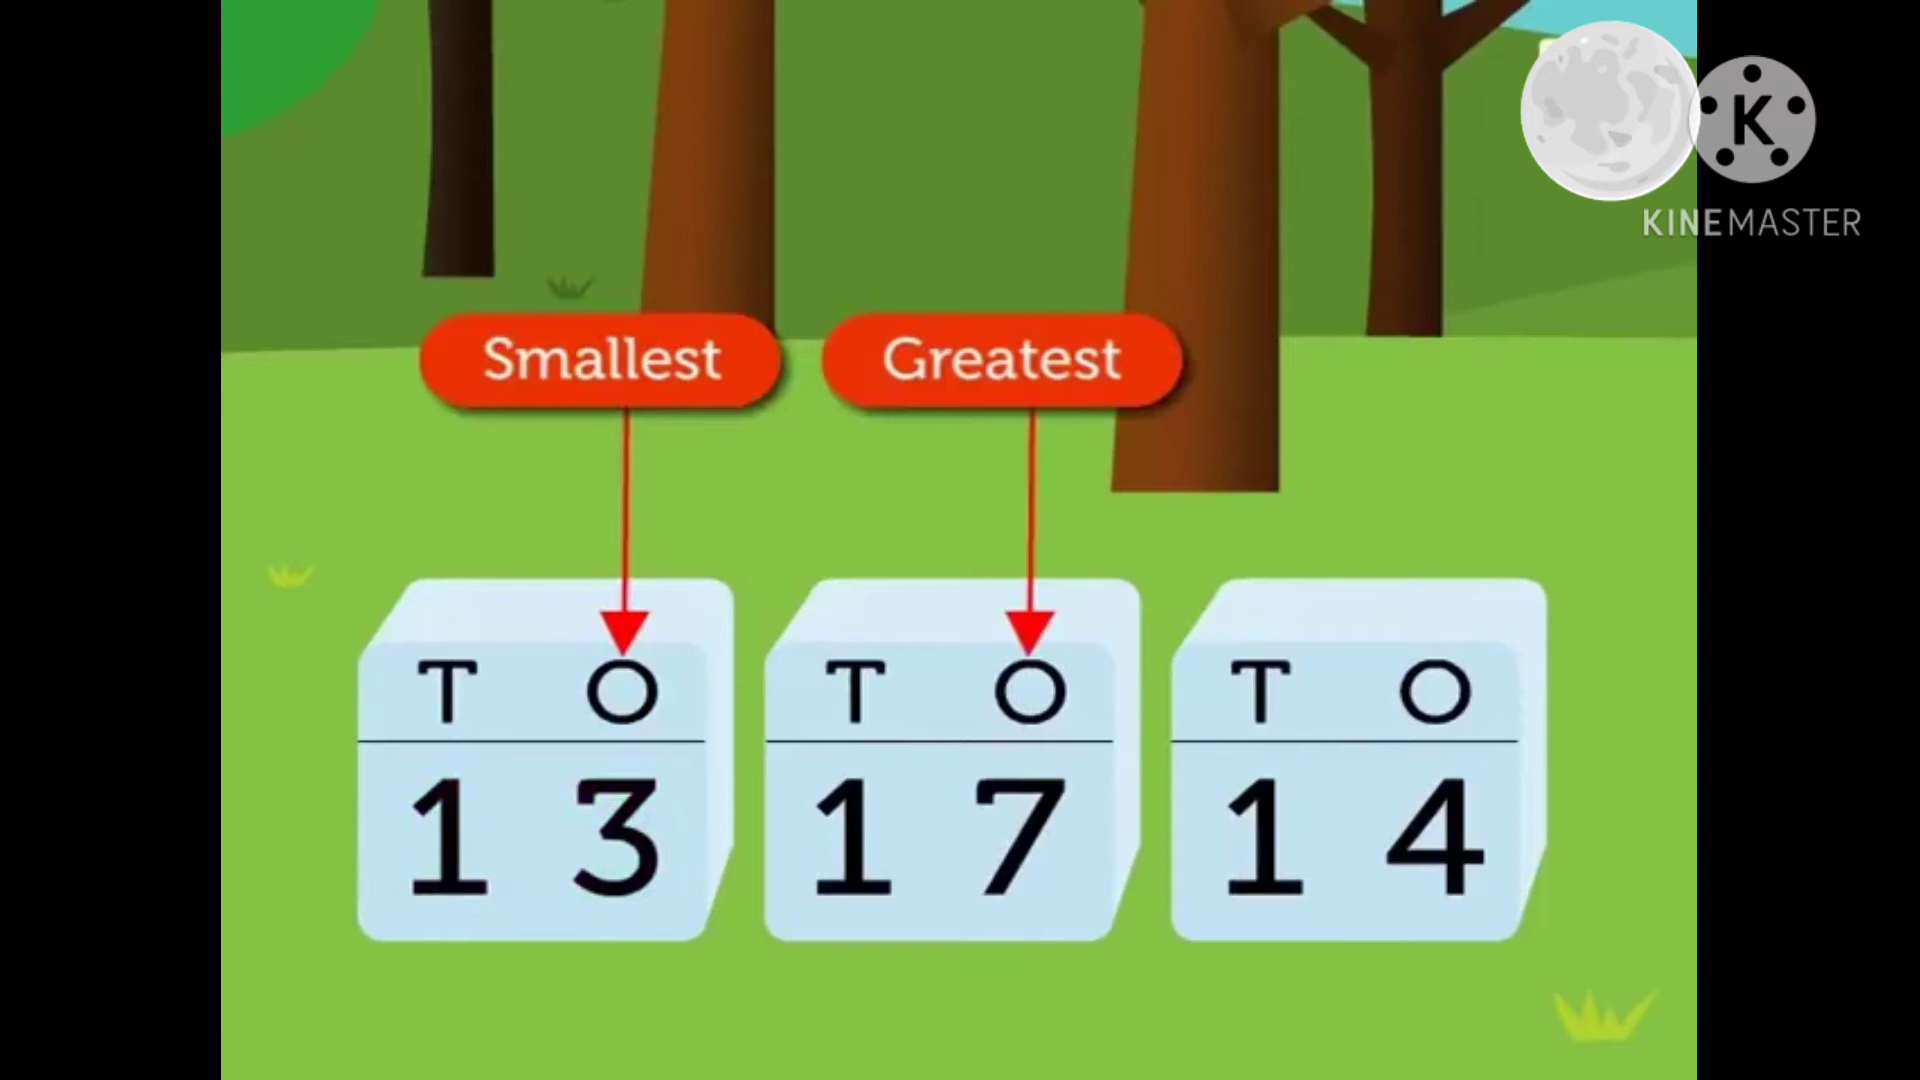 K
KINEMASTER
Smallest Greatest
T O T O T O
1 3 1 7 1 4